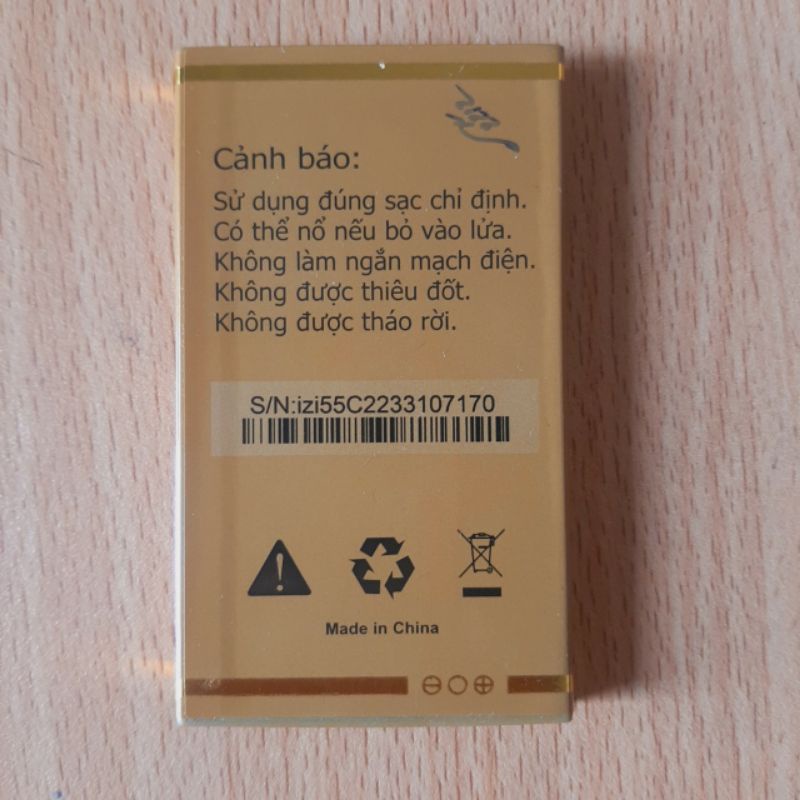 Cảnh báo:
Sử dụng đúng sạc chỉ định.
Có thể nổ nếu bỏ vào lửa.
Không làm ngắn mạch điện.
Không được thiêu đốt.
Không được tháo rời.
S/N:izi55C2233107170
Made in China